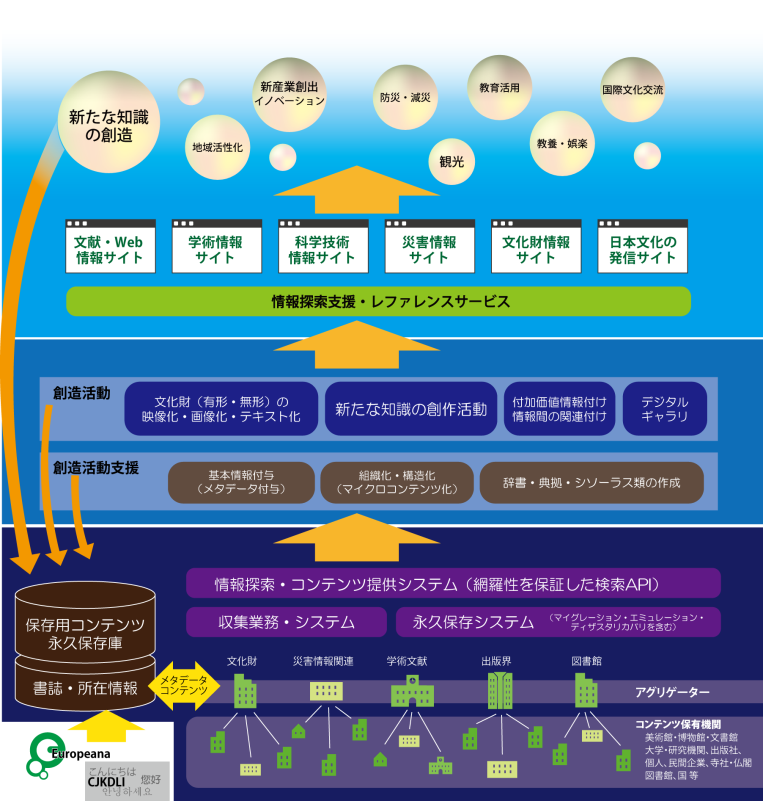 新たな知識
の創造
地域活性化
新産業創出
イノベーション
防災・減災
観光
教育活用
教養・娯楽
国際文化交流
文献・Web
情報サイト
学術情報
サイト
科学技術
情報サイト
災害情報
サイト
文化財情報
サイト
日本文化の
発信サイト
情報探索支援・レファレンスサービス
創造活動
文化財（有形・無形）の
映像化・画像化・テキスト化
新たな知識の創作活動
付加価値情報付け
情報間の関連付け
デジタル
ギャラリ
創造活動支援
基本情報付与
（メタデータ付与）
組織化・構造化
（マイクロコンテンツ化）
辞書・典拠・シソーラス類の作成
情報探索・コンテンツ提供システム（網羅性を保証した検索API）
収集業務・システム
永久保存システム
（マイグレーション・エミュレーション・
ディザスタリカバリを含む）
保存用コンテンツ
永久保存庫
書誌・所在情報
メタデータ
コンテンツ
文化財
災害情報関連
学術文献
出版界
図書館
アグリゲーター
コンテンツ保有機関
美術館・博物館・文書館
大学・研究機関、出版社、
個人、民間企業、寺社・仏閣
図書館、国 等
Europeana
こんにちは
CJKDLI
您好
안녕하세요